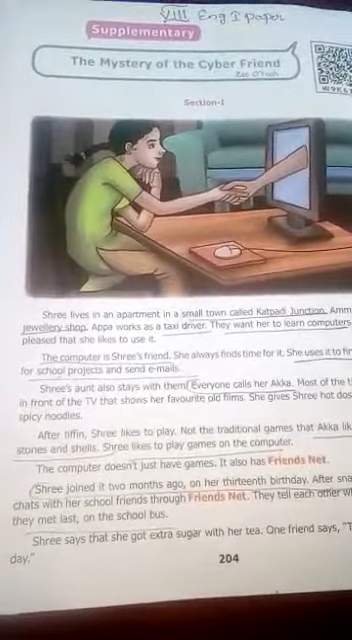 VIII Eng I paper
Supplementary
The Mystery of the Cyber Friend
Zac O'Yeah
Section-I
Shree lives in an apartment in a small town called Katpadi Junction. Amm
jewellery shop. Appa works as a taxi driver. They want her to learn computers
pleased that she likes to use it.
The computer is Shree's friend. She always finds time for it. She uses it to fin
for school projects and send e-mails.
Shree's aunt also stays with them. Everyone calls her Akka. Most of the t
in front of the TV that shows her favourite old films. She gives Shree hot dos
spicy noodles.
After tiffin, Shree likes to play. Not the traditional games that Akka lik
stones and shells. Shree likes to play games on the computer.
The computer doesn't just have games. It also has Friends Net.
Shree joined it two months ago, on her thirteenth birthday. After sna
chats with her school friends through Friends Net. They tell each other wh
they met last, on the school bus.
Shree says that she got extra sugar with her tea. One friend says, "T
day."
204